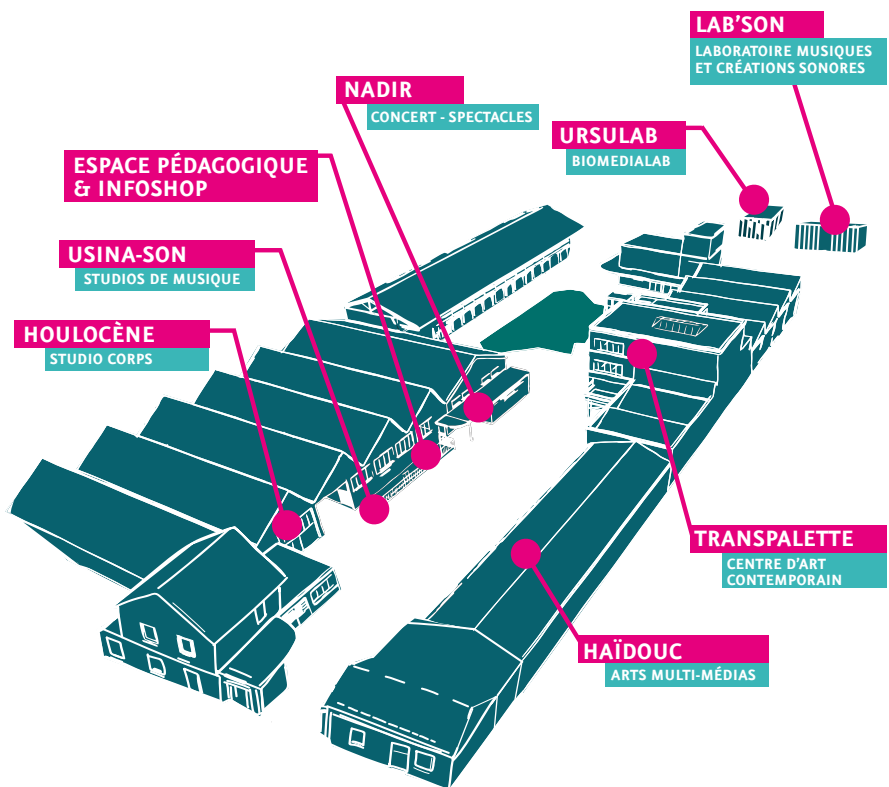 LAB'SON
LABORATOIRE MUSIQUES
ET CRÉATIONS SONORES
NADIR
CONCERT - SPECTACLES
URSULAB
BIOMEDIALAB
ESPACE PÉDAGOGIQUE
& INFOSHOP
USINA-SON
STUDIOS DE MUSIQUE
HOULOCÈNE
STUDIO CORPS
TRANSPALETTE
CENTRE D'ART
CONTEMPORAIN
HAÏDOUC
ARTS MULTI-MÉDIAS